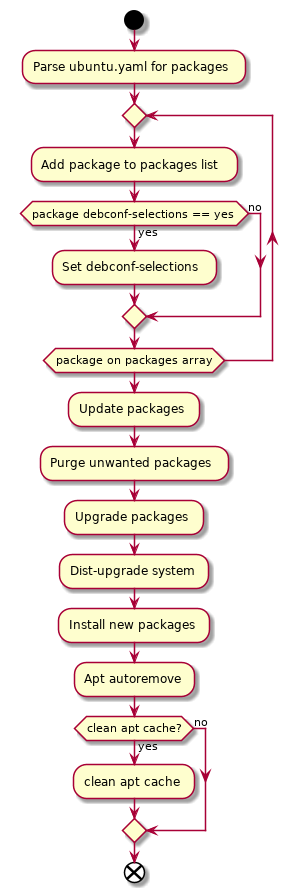 Parse ubuntu.yaml for packages
Add package to packages list
package debconf-selections == yes
no
yes
Set debconf-selections
package on packages array
Update packages
Purge unwanted packages
Upgrade packages
Dist-upgrade system
Install new packages
Apt autoremove
clean apt cache?
no
yes
clean apt cache